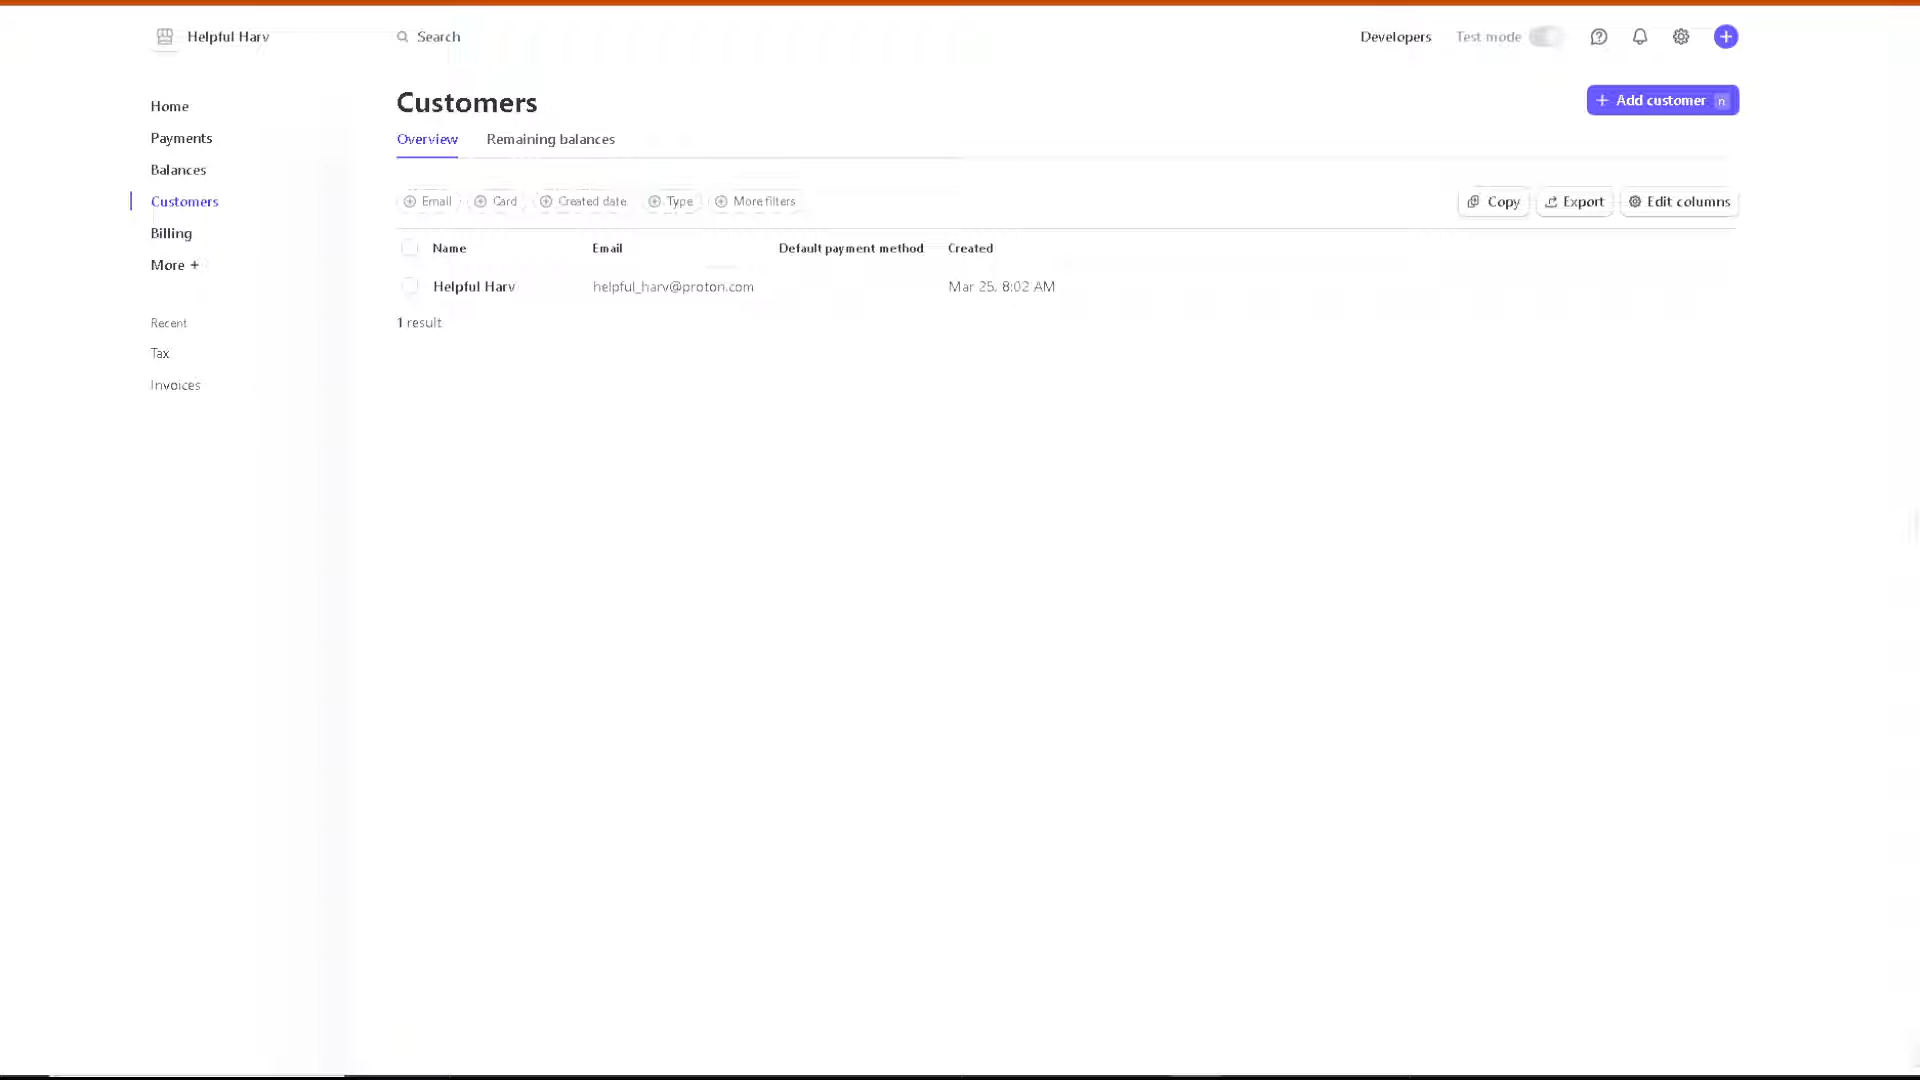 Helpful Harv
Search
Developers
Test mode
Home
Payments
Balances
Customers
Billing
More +
Recent
Tax
Invoices
Customers
+ Add customer n
Overview
Remaining balances
Email
Card
Created date
Type
More filters
Copy
Export
Edit columns
Name Email Default payment method Created
Helpful Harv helpful_harv@proton.com Mar 25, 8:02 AM
1 result